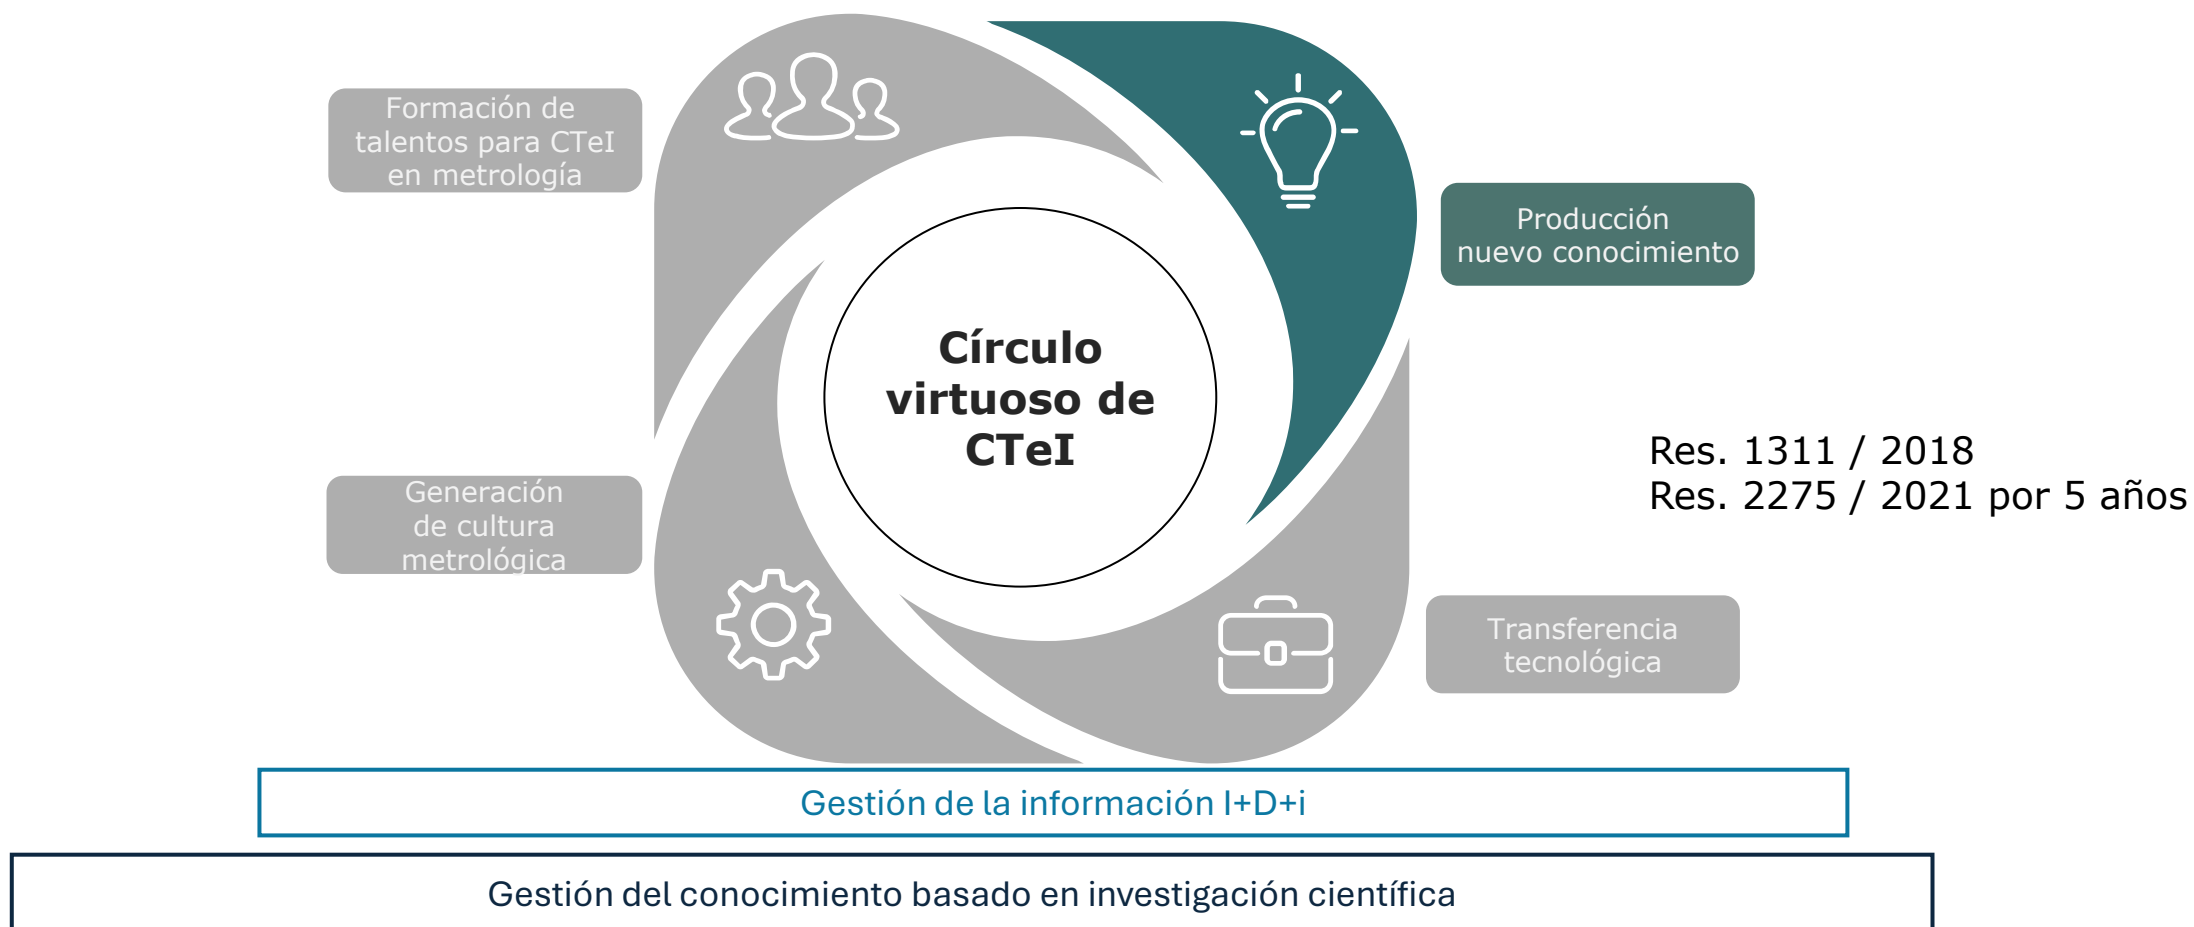 Formación de
talentos para CTeI
en metrología
Producción
nuevo conocimiento
Círculo
virtuoso de
CTeI
Res. 1311 / 2018
Res. 2275 / 2021 por 5 años
Generación
de cultura
metrológica
Transferencia
tecnológica
Gestión de la información I+D+i
Gestión del conocimiento basado en investigación científica